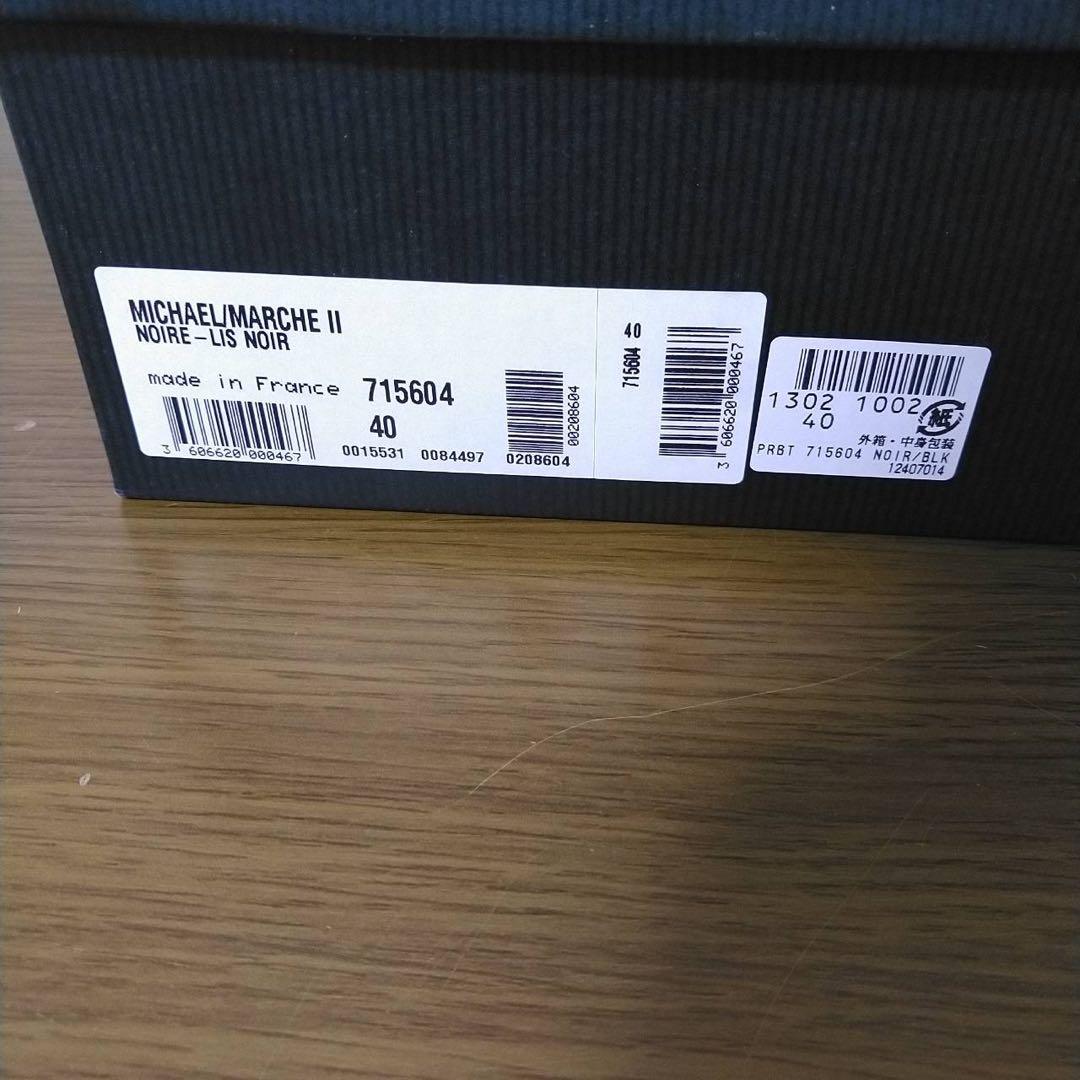 MICHAEL/MARCHE II
NOIRE-LIS NOIR
made in France 715604
40
3 606620 000467
0015531 0084497 0208604
00208604
40
715604
3 606620 000467
1302 1002
40
紙
外箱・中身包装
PRBT 715604 NOIR/BLK
12407014